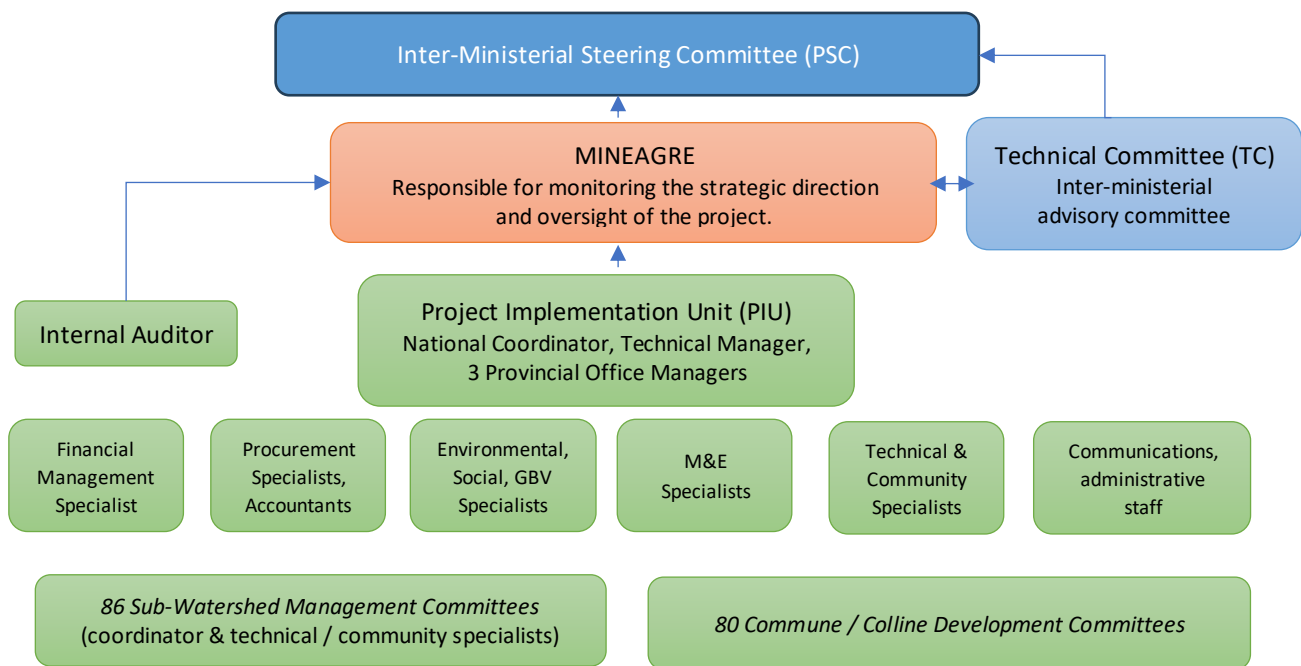 Inter-Ministerial Steering Committee (PSC)
MINEAGRE
Responsible for monitoring the strategic direction
and oversight of the project.
Technical Committee (TC)
Inter-ministerial
advisory committee
Internal Auditor
Project Implementation Unit (PIU)
National Coordinator, Technical Manager,
3 Provincial Office Managers
Financial
Management
Specialist
Procurement
Specialists,
Accountants
Environmental,
Social, GBV
Specialists
M&E
Specialists
Technical &
Community
Specialists
Communications,
administrative
staff
86 Sub-Watershed Management Committees
(coordinator & technical / community specialists)
80 Commune / Colline Development Committees